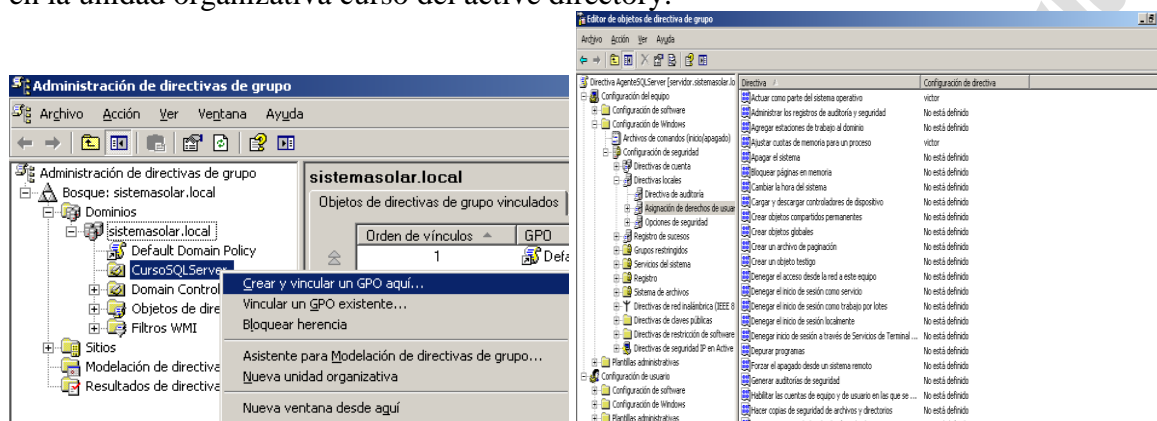 en la unidad organizativa curso del active directory.
Administración de directivas de grupo
Archivo Acción Ver Ventana Ayuda
Administración de directivas de grupo
Bosque: sistemasolar.local
Dominios
sistemasolar.local
Default Domain Policy
CursoSQLServer
Domain Control
Objetos de dire
Filtros WMI
Sitios
Modelación de directiva
Resultados de directiva
sistemasolar.local
Objetos de directivas de grupo vinculados
Orden de vínculos GPO
1 Defa
Crear y vincular un GPO aquí...
Vincular un GPO existente...
Bloquear herencia
Asistente para Modelación de directivas de grupo...
Nueva unidad organizativa
Nueva ventana desde aquí
Editor de objetos de directiva de grupo
Archivo Acción Ver Ayuda
Directiva AgenteSQLServer [servidor.sistemasolar.lo
Configuración del equipo
Configuración de software
Configuración de Windows
Archivos de comandos (inicio/apagado)
Configuración de seguridad
Directivas de cuenta
Directivas locales
Directiva de auditoría
Asignación de derechos de usuar
Opciones de seguridad
Registro de sucesos
Grupos restringidos
Servicios del sistema
Registro
Sistema de archivos
Directivas de red inalámbrica (IEEE 8
Directivas de claves públicas
Directivas de restricción de software
Directivas de seguridad IP en Active
Plantillas administrativas
Configuración de usuario
Configuración de software
Configuración de Windows
Plantillas administrativas
Directiva Configuración de directiva
Actuar como parte del sistema operativo victor
Administrar los registros de auditoría y seguridad No está definido
Agregar estaciones de trabajo al dominio No está definido
Ajustar cuotas de memoria para un proceso victor
Apagar el sistema No está definido
Bloquear páginas en memoria No está definido
Cambiar la hora del sistema No está definido
Cargar y descargar controladores de dispositivo No está definido
Crear objetos compartidos permanentes No está definido
Crear objetos globales No está definido
Crear un archivo de paginación No está definido
Crear un objeto testigo No está definido
Denegar el acceso desde la red a este equipo No está definido
Denegar el inicio de sesión como servicio No está definido
Denegar el inicio de sesión como trabajo por lotes No está definido
Denegar el inicio de sesión localmente No está definido
Denegar inicio de sesión a través de Servicios de Terminal ... No está definido
Depurar programas No está definido
Forzar el apagado desde un sistema remoto No está definido
Generar auditorías de seguridad No está definido
Habilitar las cuentas de equipo y de usuario en las que se ... No está definido
Hacer copias de seguridad de archivos y directorios No está definido